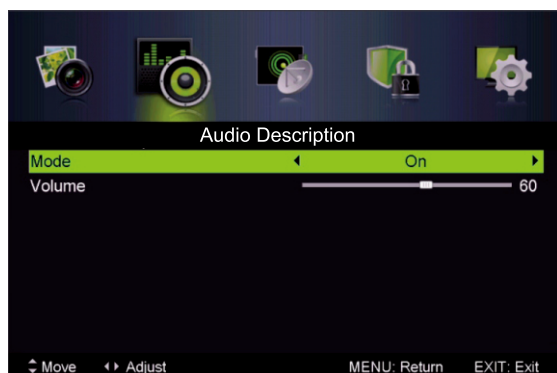 Audio Description
Mode On
Volume 60
Move Adjust MENU: Return EXIT: Exit